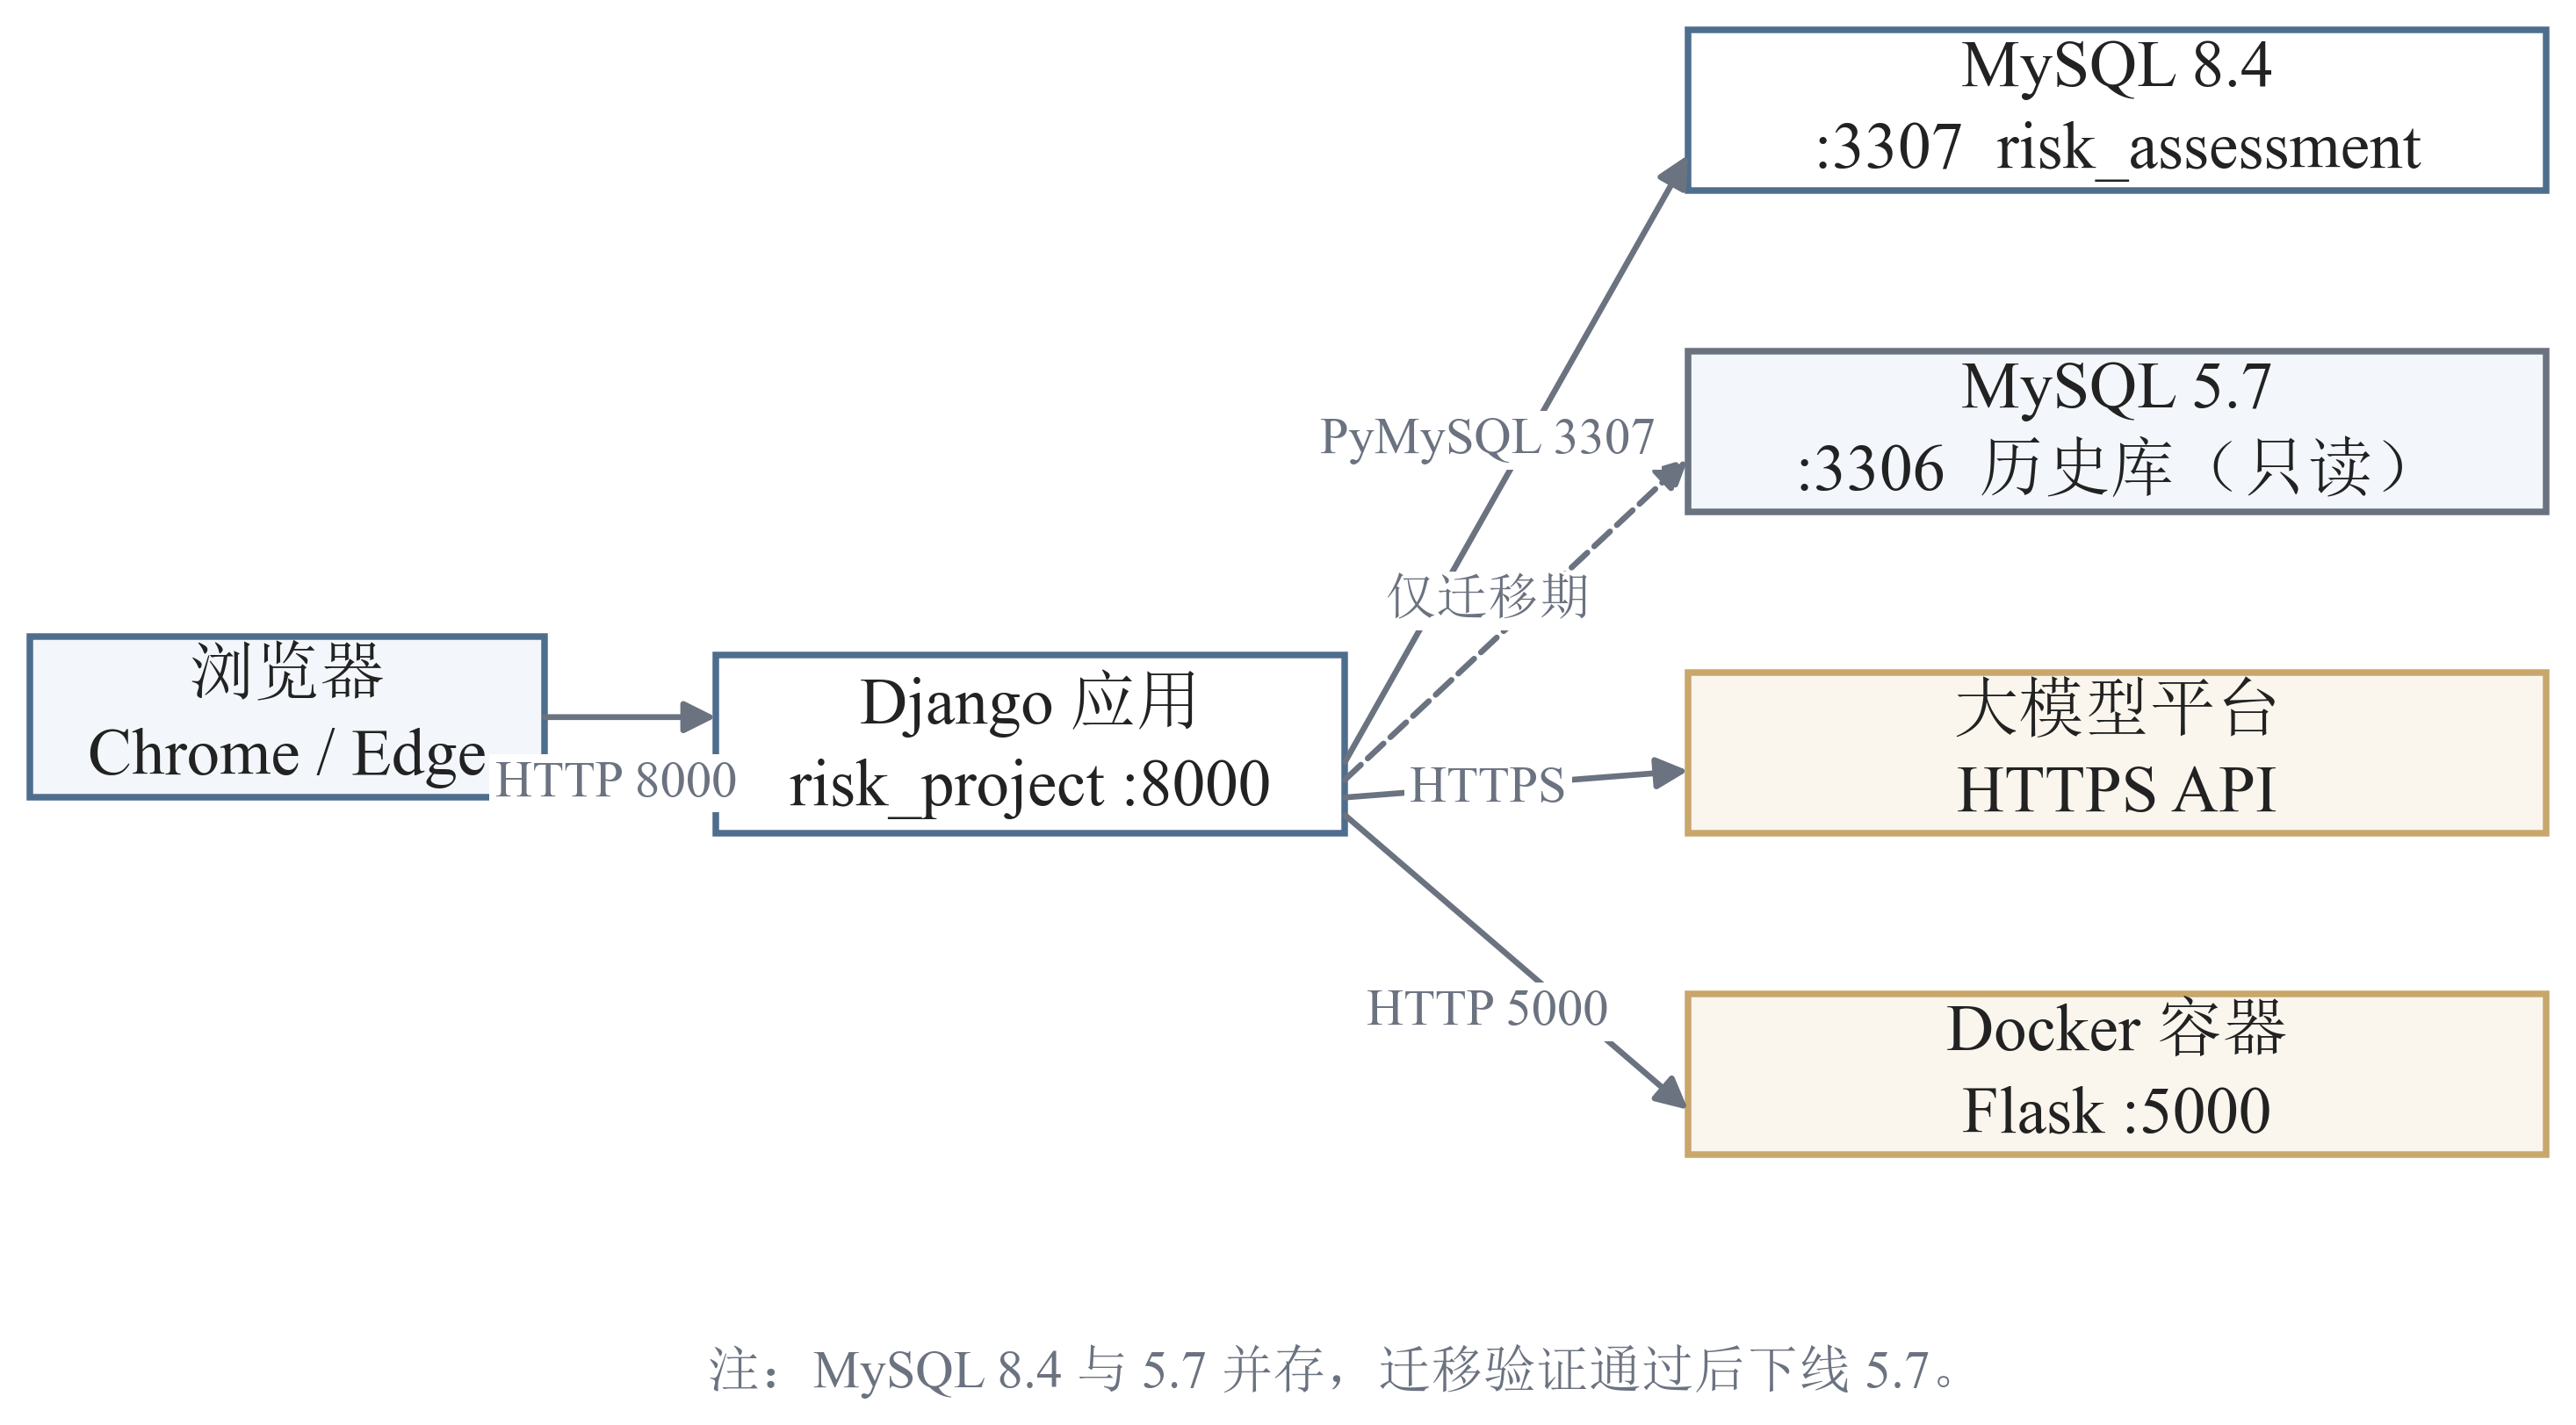 MySQL 8.4
:3307 risk_assessment
MySQL 5.7
:3306 历史库（只读）
PyMySQL 3307
仅迁移期
浏览器
Chrome / Edge
HTTP 8000
Django 应用
risk_project :8000
HTTPS
大模型平台
HTTPS API
HTTP 5000
Docker 容器
Flask :5000
注：MySQL 8.4 与 5.7 并存，迁移验证通过后下线 5.7。